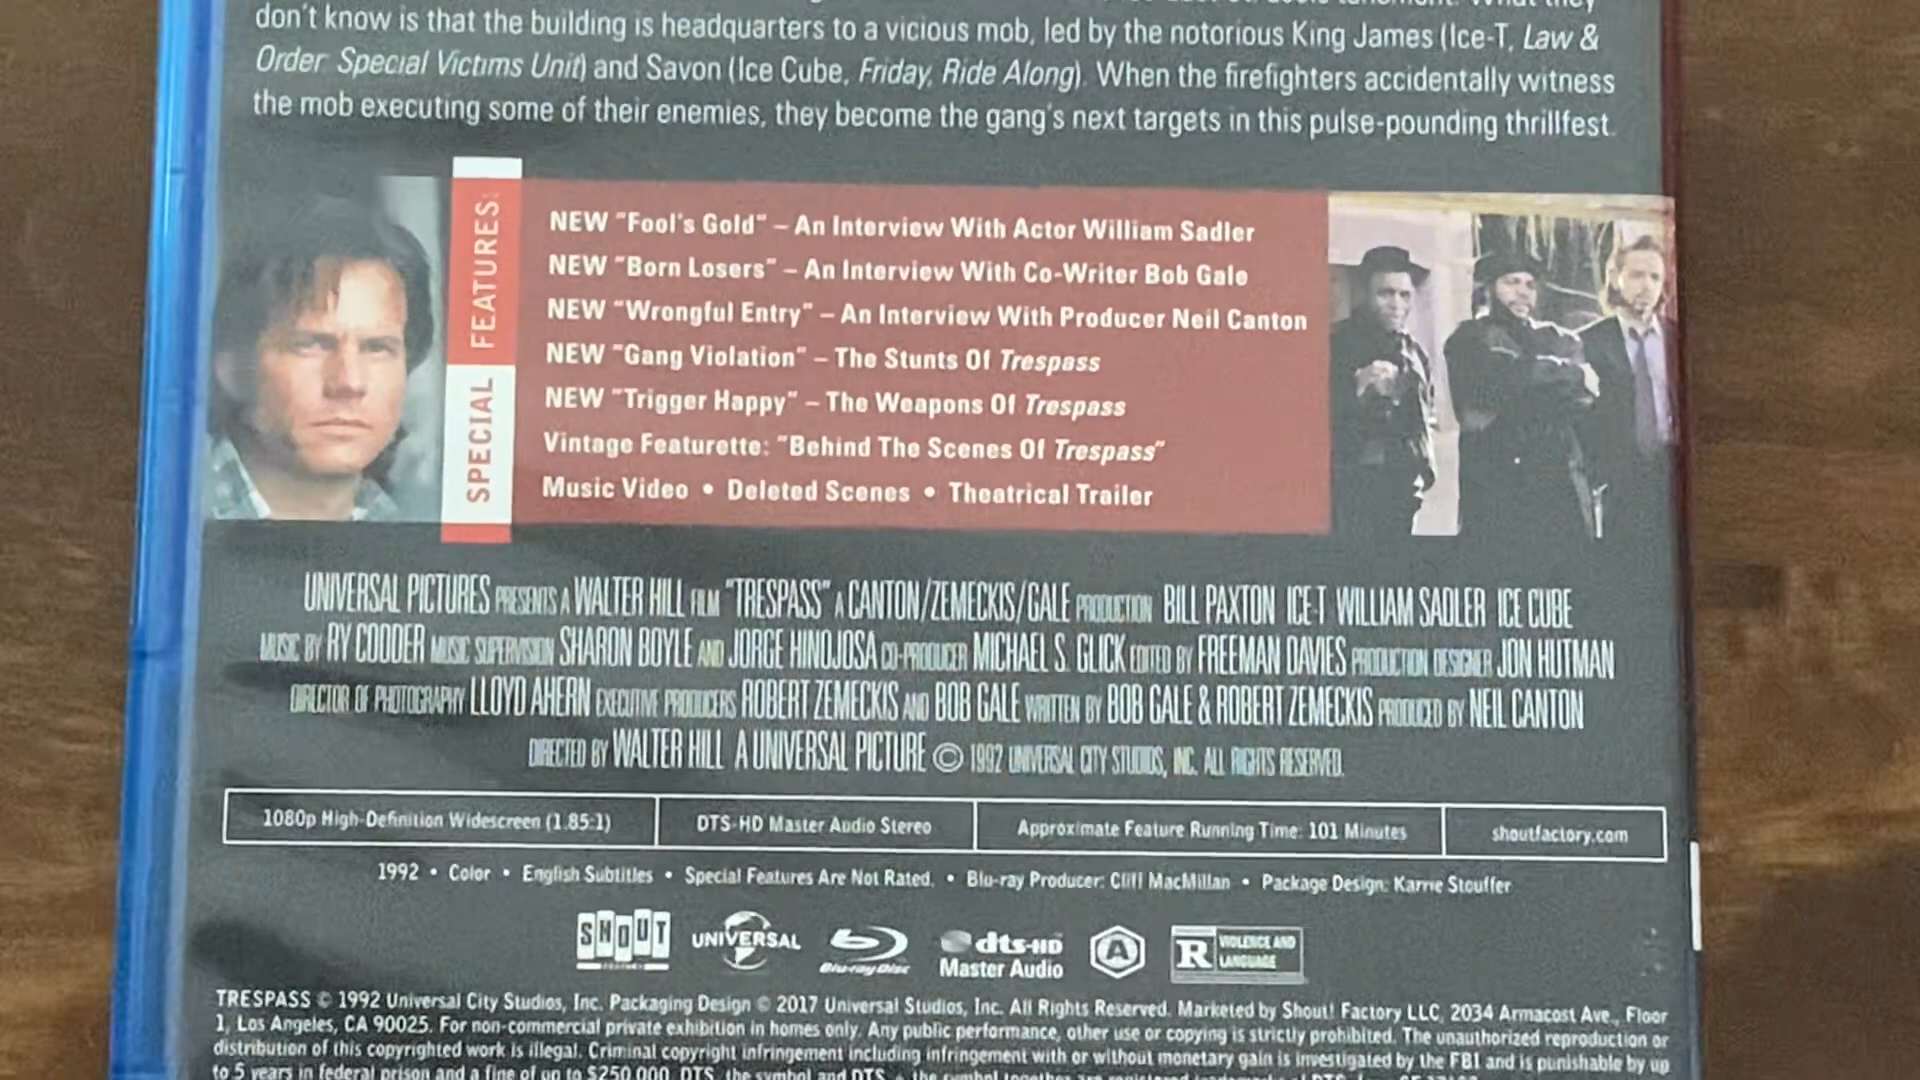 don't know is that the building is headquarters to a vicious mob, led by the notorious King James (Ice-T, Law &
Order: Special Victims Unit) and Savon (Ice Cube, Friday, Ride Along). When the firefighters accidentally witness
the mob executing some of their enemies, they become the gang's next targets in this pulse-pounding thrillfest.
SPECIAL FEATURES:
NEW "Fool's Gold" – An Interview With Actor William Sadler
NEW "Born Losers" – An Interview With Co-Writer Bob Gale
NEW "Wrongful Entry" – An Interview With Producer Neil Canton
NEW "Gang Violation" – The Stunts Of Trespass
NEW "Trigger Happy" – The Weapons Of Trespass
Vintage Featurette: "Behind The Scenes Of Trespass"
Music Video • Deleted Scenes • Theatrical Trailer
UNIVERSAL PICTURES PRESENTS A WALTER HILL FILM "TRESPASS" A CANTON/ZEMECKIS/GALE PRODUCTION BILL PAXTON ICE-T WILLIAM SADLER ICE CUBE
MUSIC BY RY COODER MUSIC SUPERVISION SHARON BOYLE AND JORGE HINOJOSA CO-PRODUCER MICHAEL S. GLICK EDITED BY FREEMAN DAVIES PRODUCTION DESIGNER JON HUTMAN
DIRECTOR OF PHOTOGRAPHY LLOYD AHERN EXECUTIVE PRODUCERS ROBERT ZEMECKIS AND BOB GALE WRITTEN BY BOB GALE & ROBERT ZEMECKIS PRODUCED BY NEIL CANTON
DIRECTED BY WALTER HILL A UNIVERSAL PICTURE © 1992 UNIVERSAL CITY STUDIOS, INC. ALL RIGHTS RESERVED.
1080p High-Definition Widescreen (1.85:1) DTS-HD Master Audio Stereo Approximate Feature Running Time: 101 Minutes shoutfactory.com
1992 • Color • English Subtitles • Special Features Are Not Rated. • Blu-ray Producer: Cliff MacMillan • Package Design: Karrie Stouffer
SHOUT UNIVERSAL Blu-ray Disc dts-HD Master Audio A R VIOLENCE AND LANGUAGE
TRESPASS © 1992 Universal City Studios, Inc. Packaging Design © 2017 Universal Studios, Inc. All Rights Reserved. Marketed by Shout! Factory LLC, 2034 Armacost Ave., Floor
1, Los Angeles, CA 90025. For non-commercial private exhibition in homes only. Any public performance, other use or copying is strictly prohibited. The unauthorized reproduction or
distribution of this copyrighted work is illegal. Criminal copyright infringement including infringement with or without monetary gain is investigated by the FBI and is punishable by up
to 5 years in federal prison and a fine of up to $250,000. DTS, the symbol and DTS